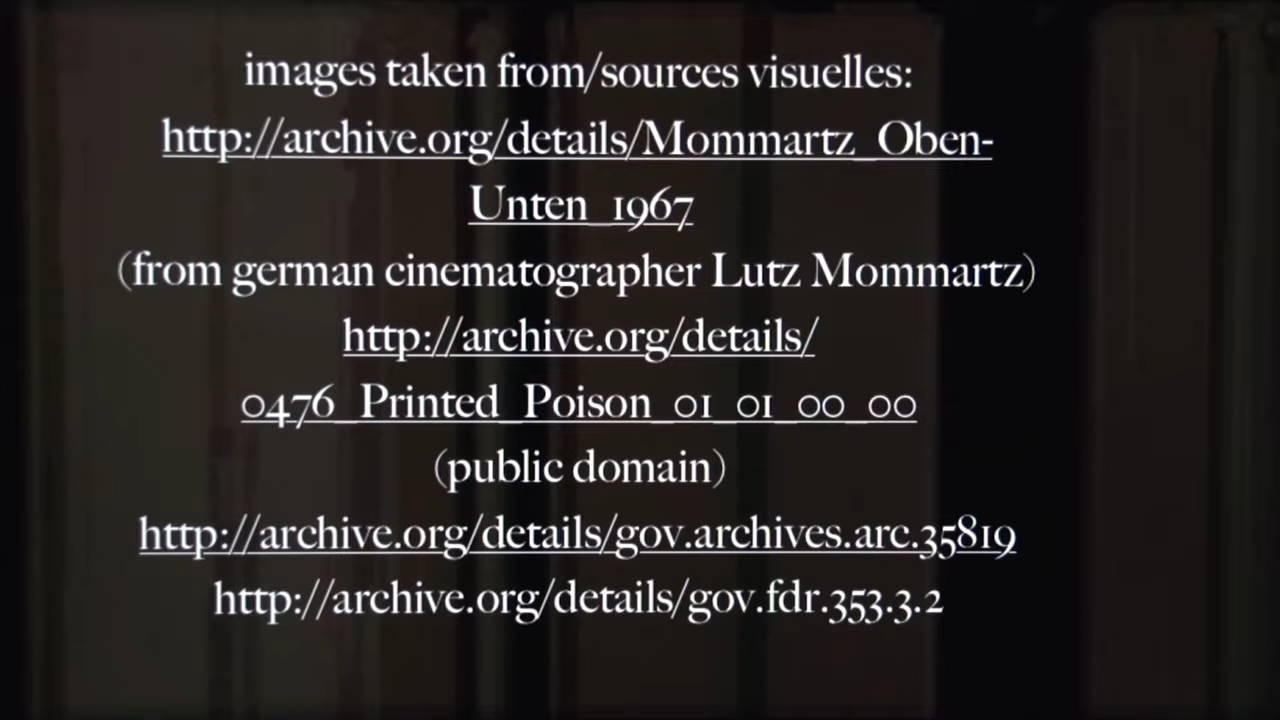 images taken from/sources visuelles:
http://archive.org/details/Mommartz_Oben-
Unten_1967
(from german cinematographer Lutz Mommartz)
http://archive.org/details/
0476_Printed_Poison_01_01_00_00
(public domain)
http://archive.org/details/gov.archives.arc.35819
http://archive.org/details/gov.fdr.353.3.2